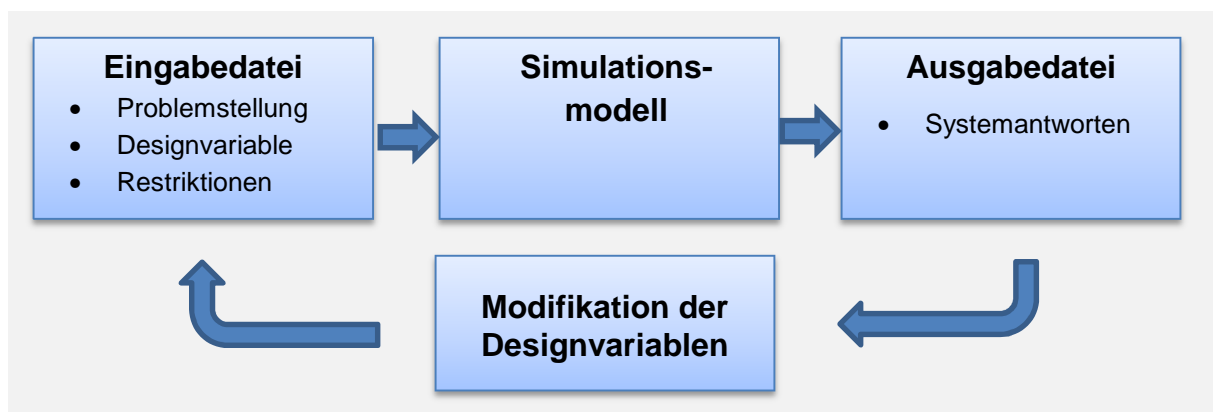 Eingabedatei
• Problemstellung
• Designvariable
• Restriktionen
Simulations-
modell
Ausgabedatei
• Systemantworten
Modifikation der
Designvariablen